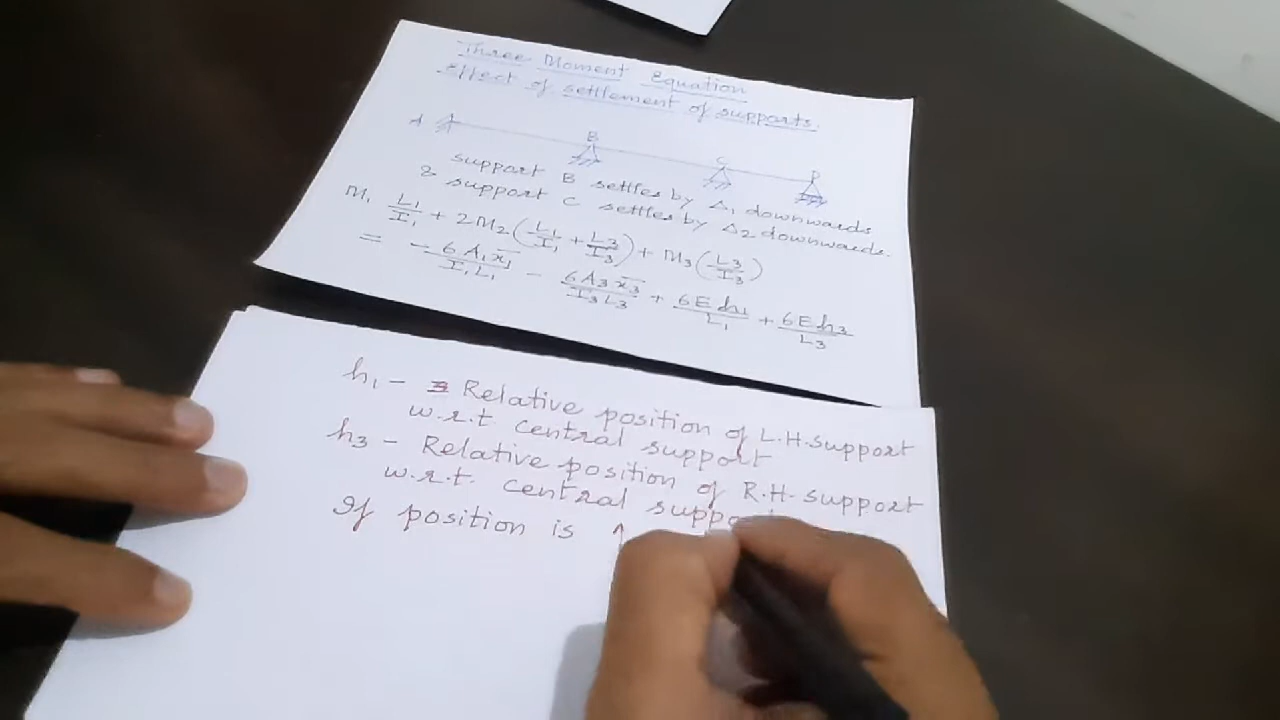 Three Moment Equation
Effect of settlement of supports.
A B C D
support B settles by Δ₁ downwards
& support C settles by Δ₂ downwards.
M₁ L₁/I₁ + 2M₂ (L₁/I₁ + L₃/I₃) + M₃ (L₃/I₃)
= -6A₁x̄₁/I₁L₁ - 6A₃x̄₃/I₃L₃ + 6Eh₁/L₁ + 6Eh₃/L₃
h₁ - Relative position of L.H. support
w.r.t. central support
h₃ - Relative position of R.H. support
w.r.t. central support
If position is ↑